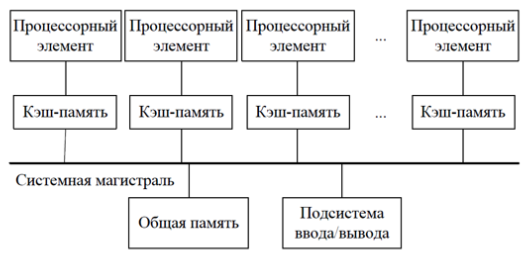 Процессорный элемент
Процессорный элемент
Процессорный элемент
...
Процессорный элемент
Кэш-память
Кэш-память
Кэш-память
...
Кэш-память
Системная магистраль
Общая память
Подсистема
ввода/вывода